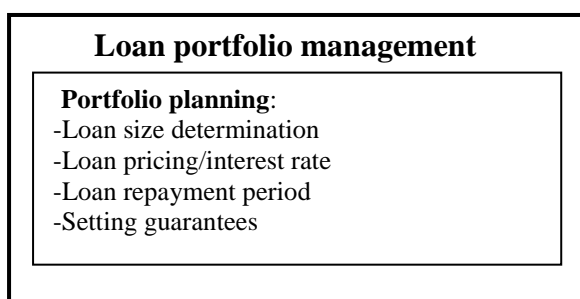 Loan portfolio management
Portfolio planning:
-Loan size determination
-Loan pricing/interest rate
-Loan repayment period
-Setting guarantees